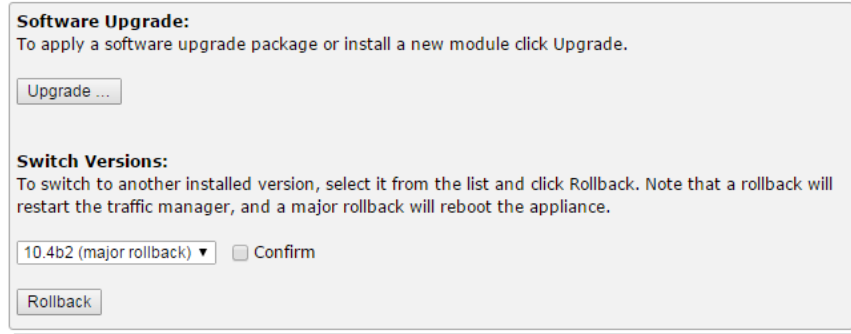 Software Upgrade:
To apply a software upgrade package or install a new module click Upgrade.
Upgrade ...
Switch Versions:
To switch to another installed version, select it from the list and click Rollback. Note that a rollback will
restart the traffic manager, and a major rollback will reboot the appliance.
10.4b2 (major rollback) ▼ Confirm
Rollback